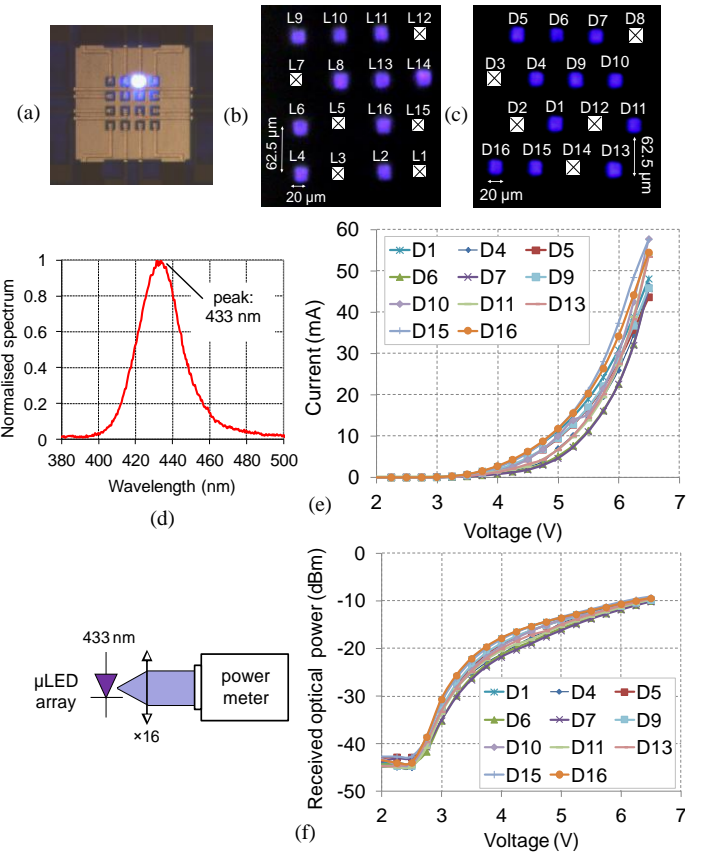 (a)
(b)
L9 L10 L11 L12
L7 L8 L13 L14
L6 L5 L16 L15
62.5 µm
L4 L3 L2 L1
20 µm
(c)
D5 D6 D7 D8
D3 D4 D9 D10
D2 D1 D12 D11
62.5 µm
D16 D15 D14 D13
20 µm
Normalised spectrum
1
0.8
0.6
0.4
0.2
0
peak:
433 nm
380 400 420 440 460 480 500
Wavelength (nm)
(d)
Current (mA)
60
50
40
30
20
10
0
D1 D4 D5
D6 D7 D9
D10 D11 D13
D15 D16
2 3 4 5 6 7
Voltage (V)
(e)
433 nm
µLED
array
×16
power
meter
Received optical power (dBm)
0
-10
-20
-30
-40
-50
D1 D4 D5
D6 D7 D9
D10 D11 D13
D15 D16
2 3 4 5 6 7
Voltage (V)
(f)